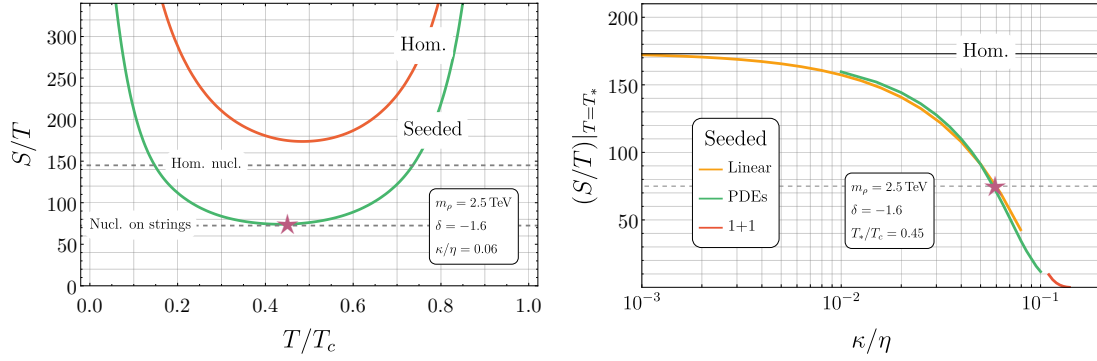 S/T
300
250
200
150
100
50
0
Hom.
Seeded
Hom. nucl.
Nucl. on strings
m_ρ = 2.5 TeV
δ = −1.6
κ/η = 0.06
0.0 0.2 0.4 0.6 0.8 1.0
T/T_c
(S/T)|_{T=T_*}
200
150
100
50
Hom.
Seeded
Linear
PDEs
1+1
m_ρ = 2.5 TeV
δ = −1.6
T_*/T_c = 0.45
10^{-3} 10^{-2} 10^{-1}
κ/η